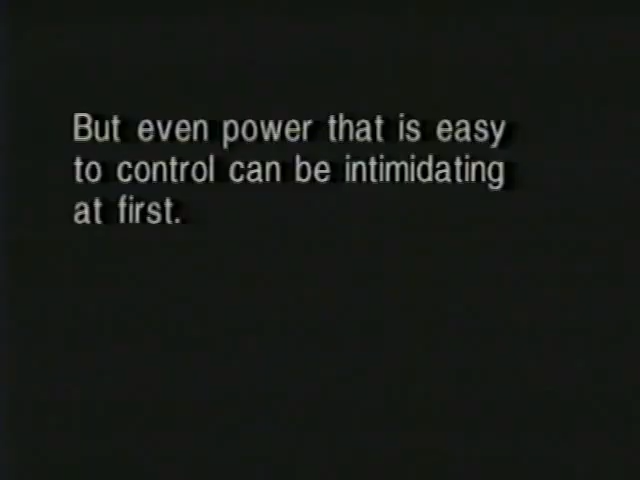 But even power that is easy
to control can be intimidating
at first.